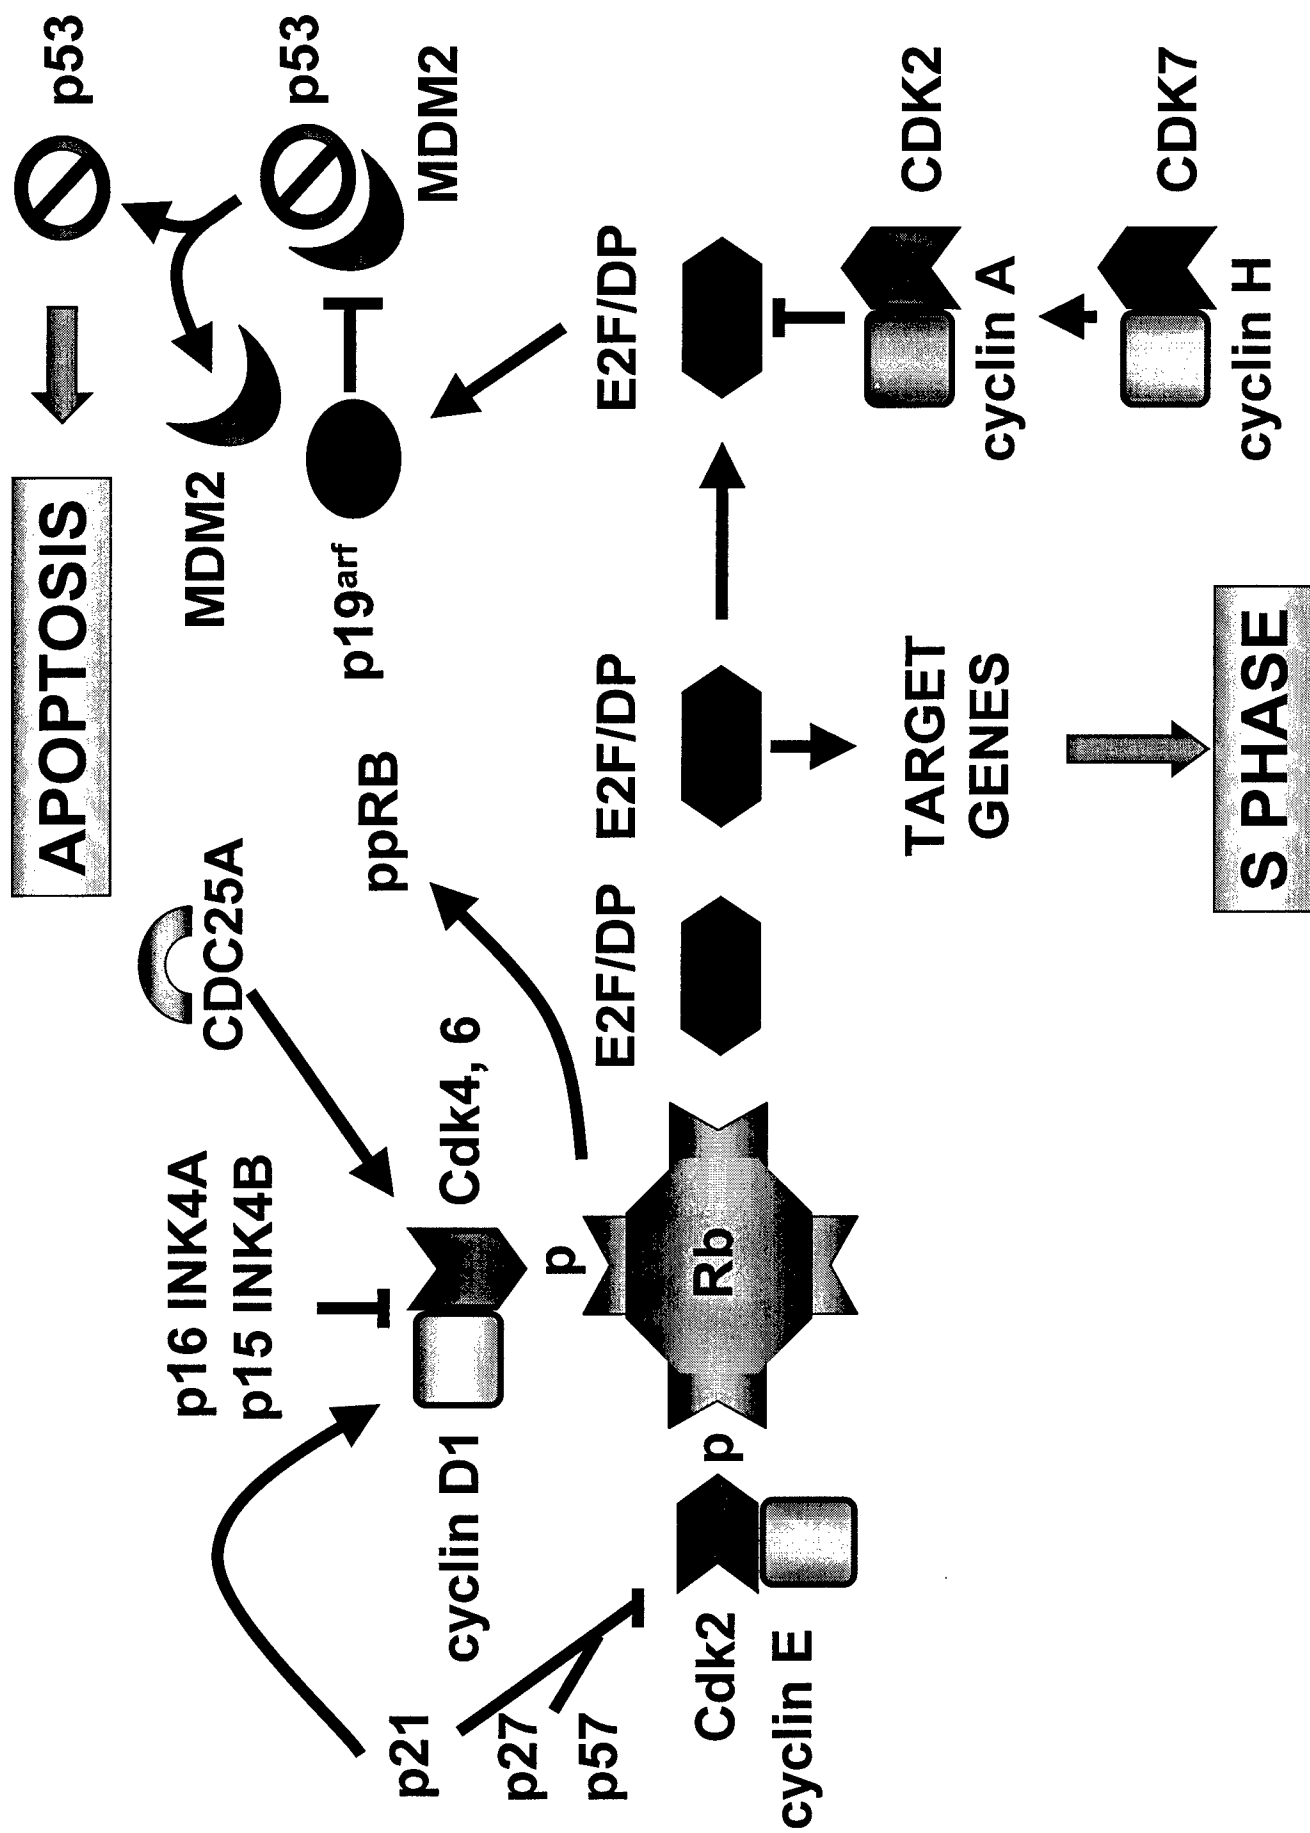 APOPTOSIS
p53
CDC25A
p16 INK4A
p15 INK4B
MDM2
p53
MDM2
p21
p27
p57
cyclin D1
Cdk4, 6
ppRB
p19arf
p
E2F/DP
E2F/DP
E2F/DP
Cdk2
cyclin E
p
Rb
TARGET
GENES
CDK2
cyclin A
S PHASE
CDK7
cyclin H